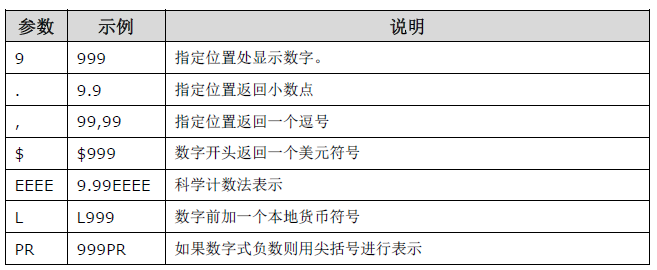 参数 示例 说明
9 999 指定位置处显示数字。
. 9.9 指定位置返回小数点
, 99,99 指定位置返回一个逗号
$ $999 数字开头返回一个美元符号
EEEE 9.99EEEE 科学计数法表示
L L999 数字前加一个本地货币符号
PR 999PR 如果数字式负数则用尖括号进行表示